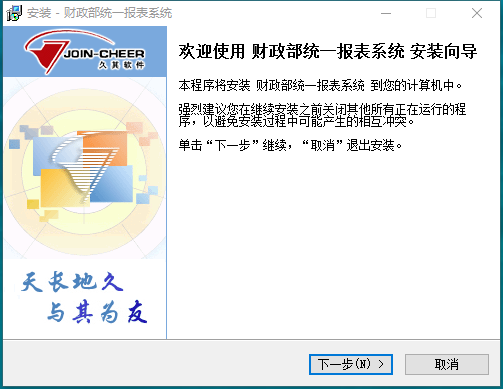 安装 - 财政部统一报表系统
JOIN-CHEER
久其软件
欢迎使用 财政部统一报表系统 安装向导
本程序将安装 财政部统一报表系统 到您的计算机中。
强烈建议您在继续安装之前关闭其他所有正在运行的程
序，以避免安装过程中可能产生的相互冲突。
单击“下一步”继续，“取消”退出安装。
天长地久
与其为友
下一步(N) >
取消